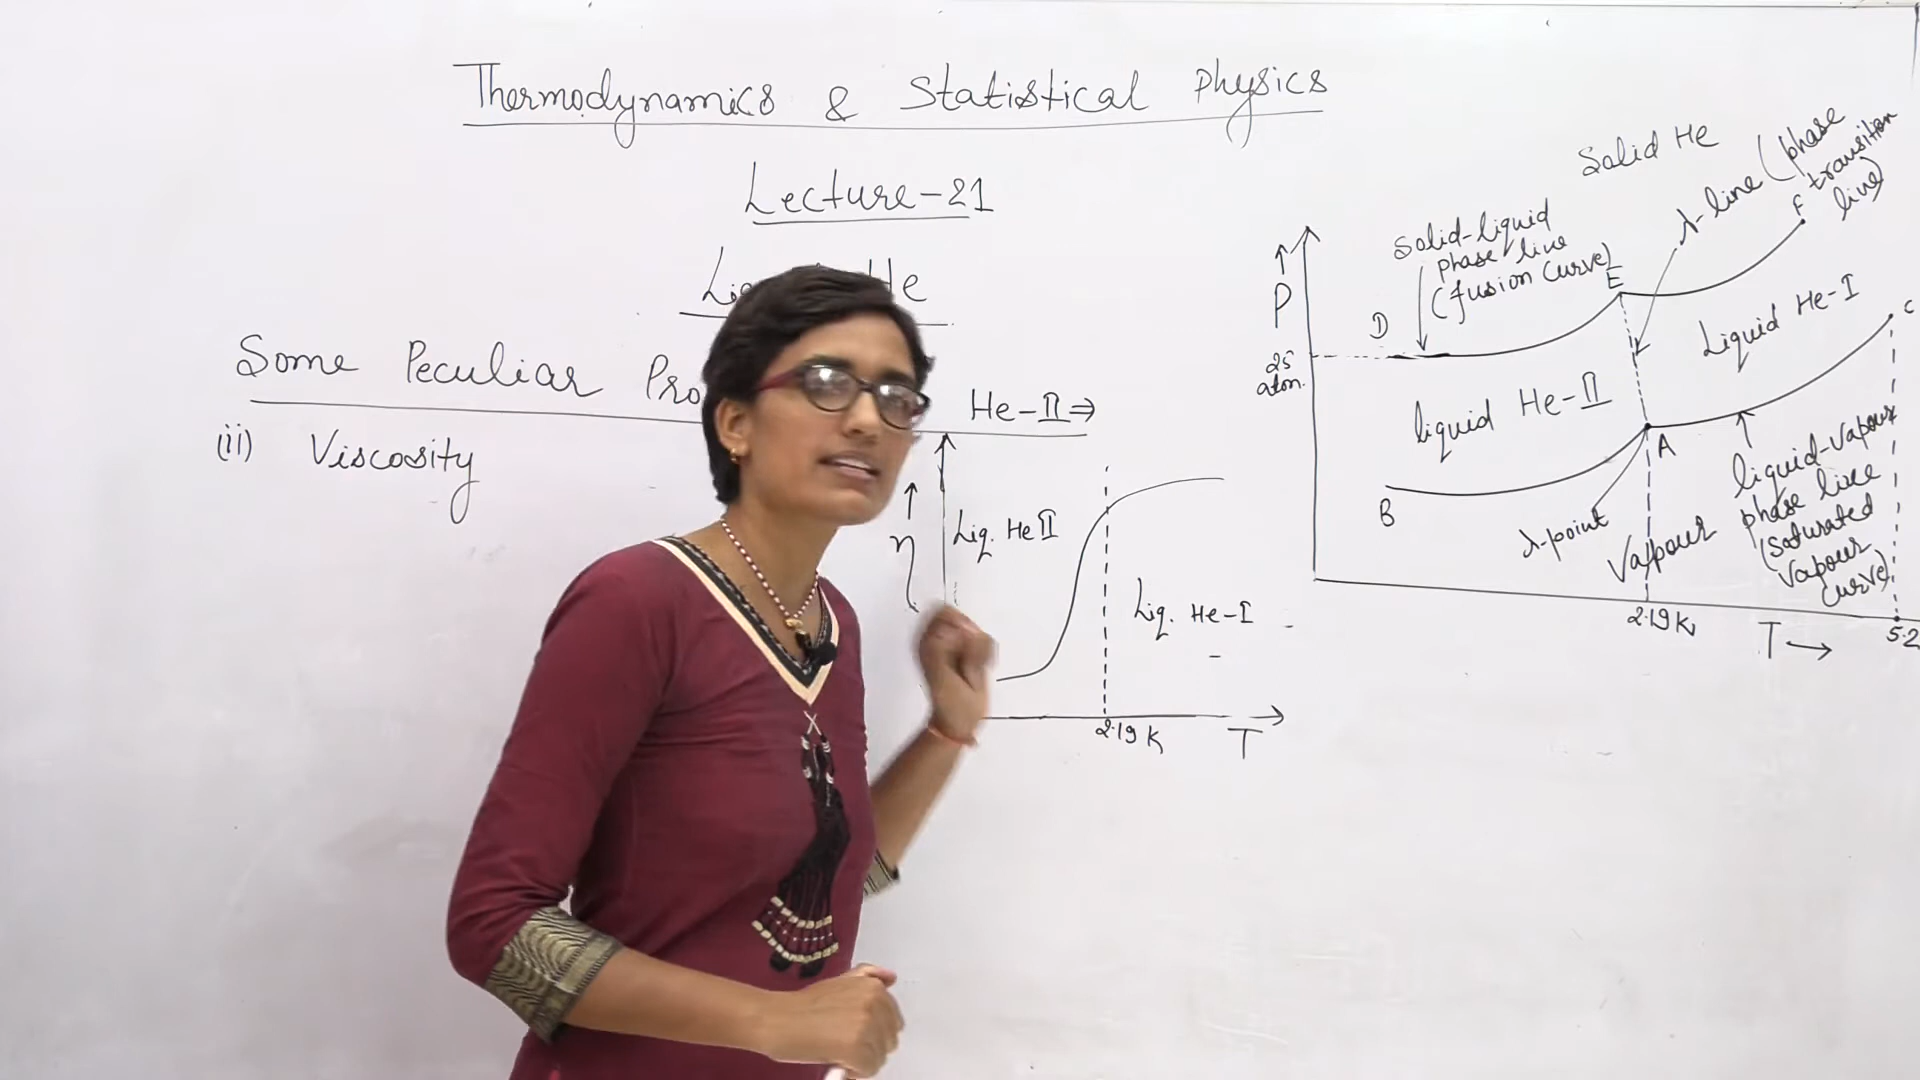 Thermodynamics & Statistical Physics
Lecture-21
He
Some Peculiar
He-II ⇒
(ii) Viscosity
η
Liq. He II
Liq. He-I
2.19 K
T
Solid He
λ-line (phase
transition
line)
Solid-liquid
phase line
(fusion curve)
P
25
atm.
D
E
F
Liquid He-I
liquid He-II
C
A
B
λ-point
Vapour
liquid-vapour
phase line
(saturated
vapour
curve)
2.19 K
T →
5.2